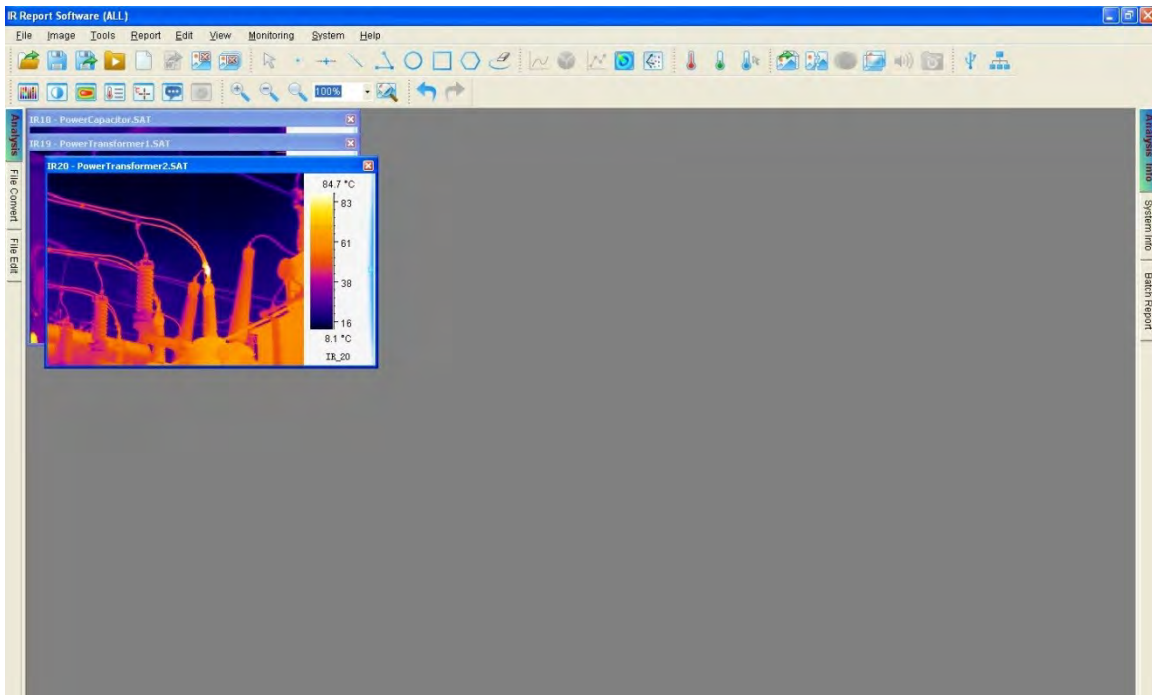 IR Report Software (ALL)
File Image Tools Report Edit View Monitoring System Help
100%
Analysis
File Convert
File Edit
IR18 - PowerCapacitor.SAT
IR19 - PowerTransformer1.SAT
IR20 - PowerTransformer2.SAT
84.7 °C
83
61
38
16
8.1 °C
IR_20
Analysis Info
System Info
Batch Report